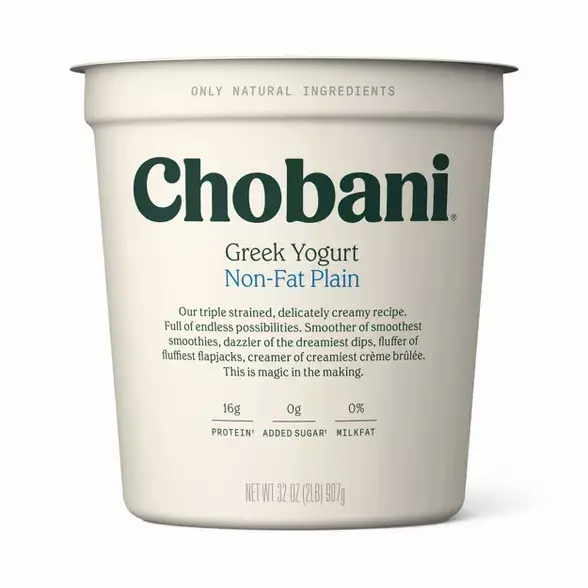 ONLY NATURAL INGREDIENTS
Chobani®
Greek Yogurt
Non-Fat Plain
Our triple strained, delicately creamy recipe.
Full of endless possibilities. Smoother of smoothest
smoothies, dazzler of the dreamiest dips, fluffer of
fluffiest flapjacks, creamer of creamiest crème brûlée.
This is magic in the making.
16g 0g 0%
PROTEIN¹ ADDED SUGAR¹ MILKFAT
NET WT 32 OZ (2LB) 907g